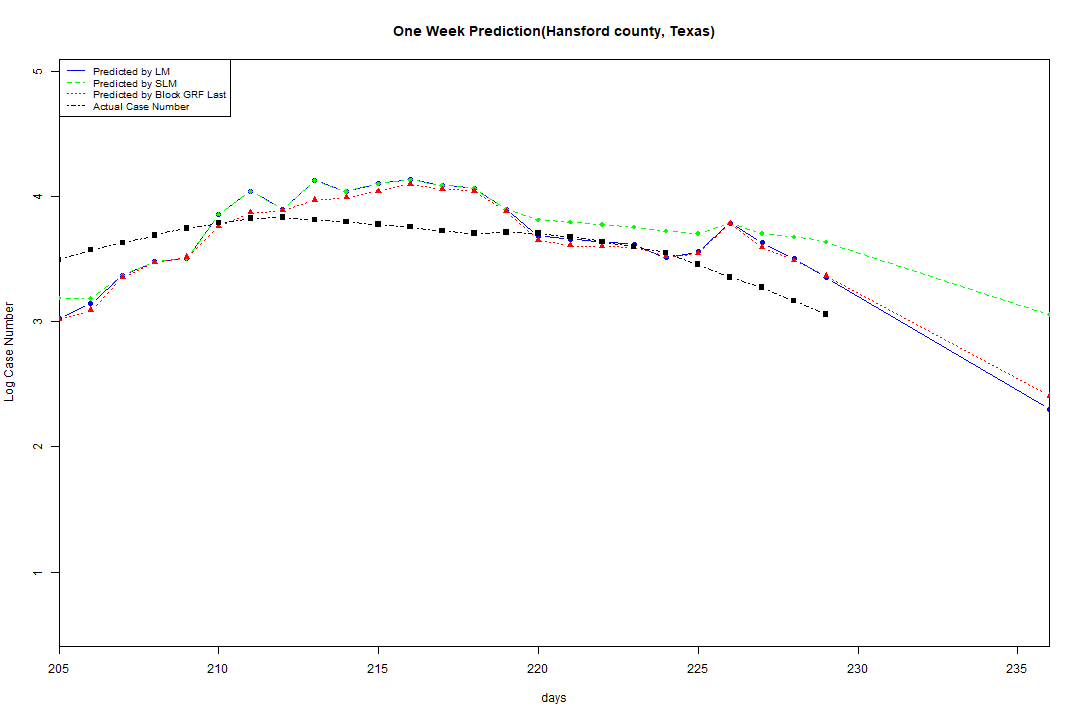 One Week Prediction(Hansford county, Texas)
Predicted by LM
Predicted by SLM
Predicted by Block GRF Last
Actual Case Number
5
4
3
2
1
Log Case Number
205 210 215 220 225 230 235
days